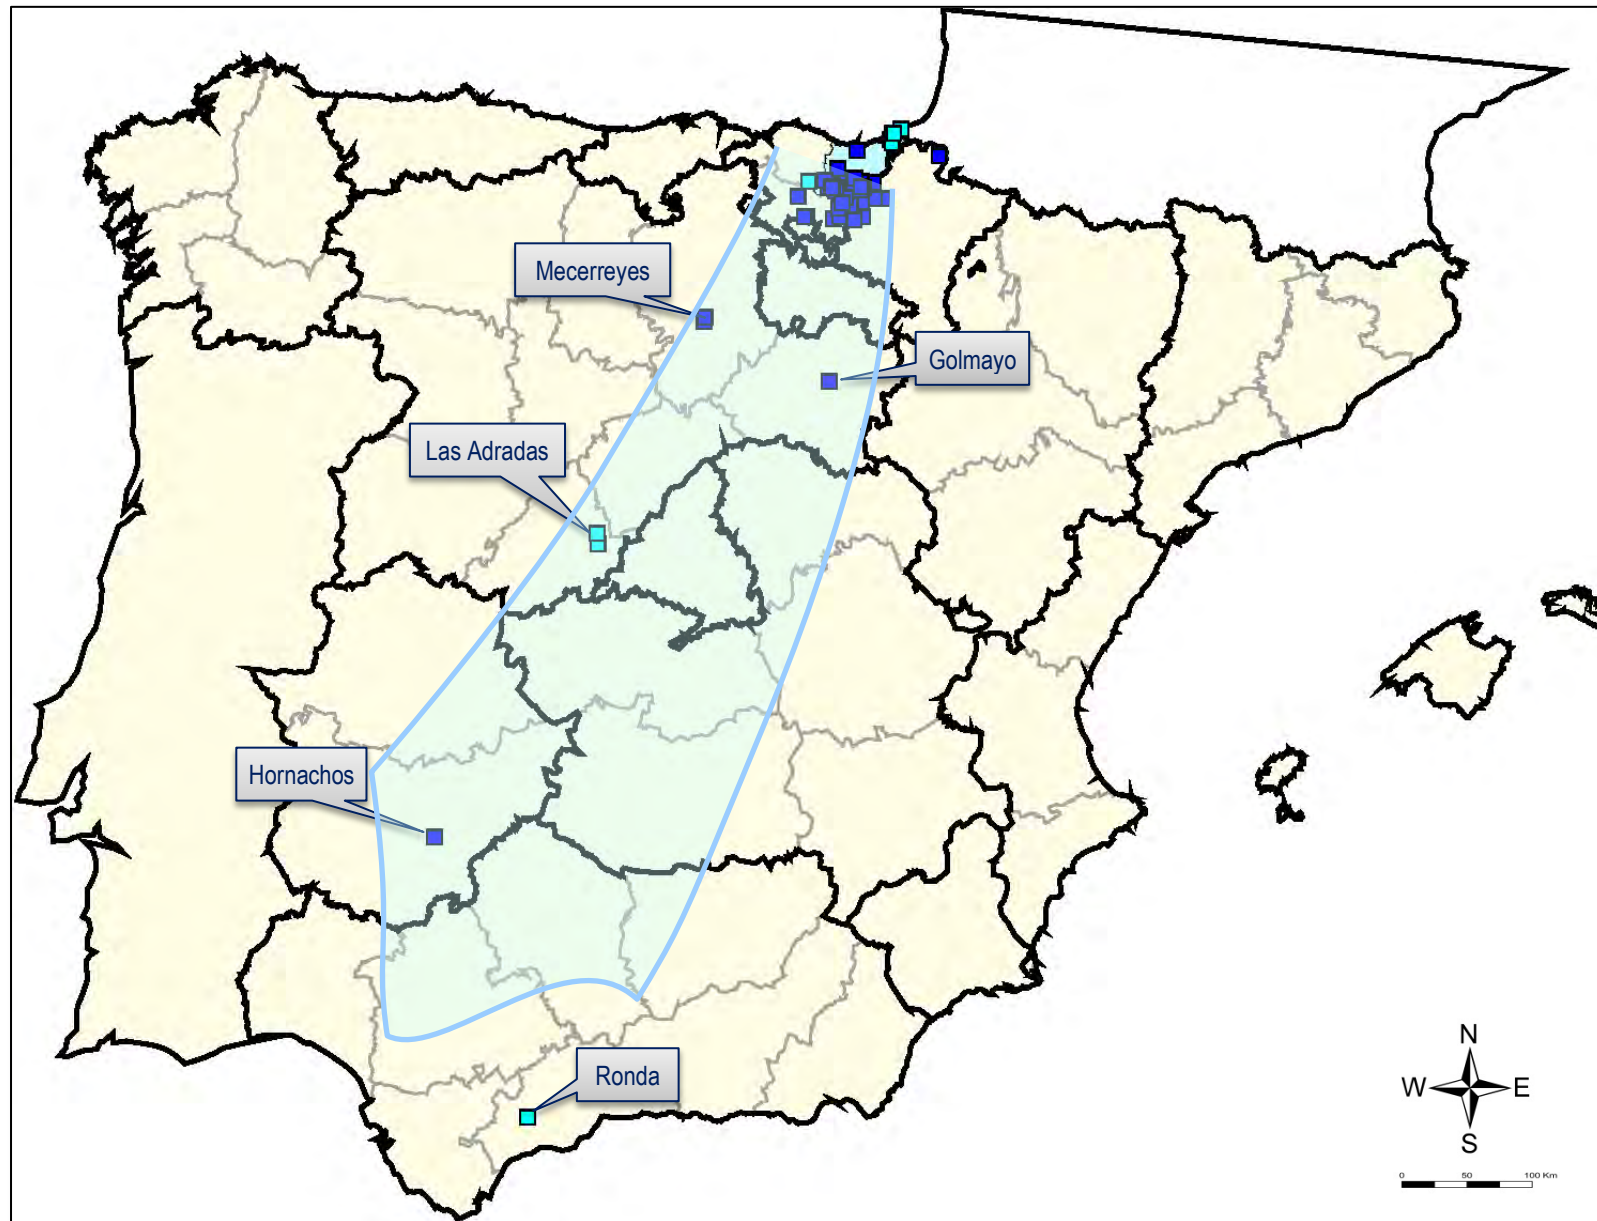 Mecerreyes
Golmayo
Las Adradas
Hornachos
Ronda
N
W E
S
0 50 100 Km